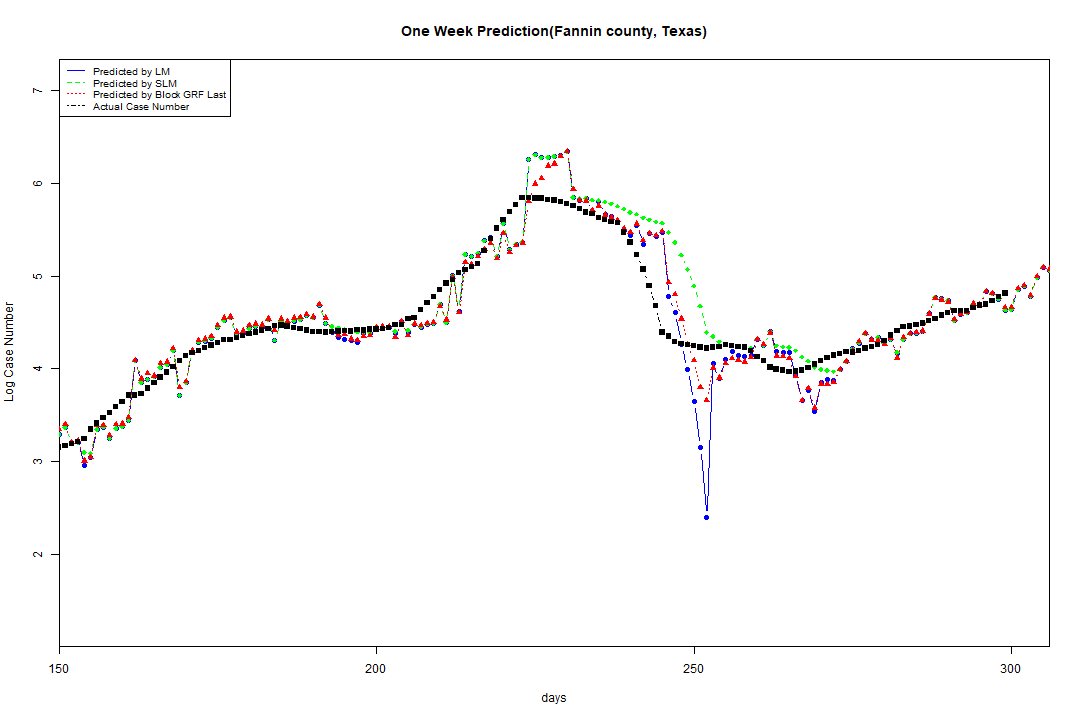 One Week Prediction(Fannin county, Texas)
Predicted by LM
Predicted by SLM
Predicted by Block GRF Last
Actual Case Number
7
6
5
4
3
2
Log Case Number
150 200 250 300
days